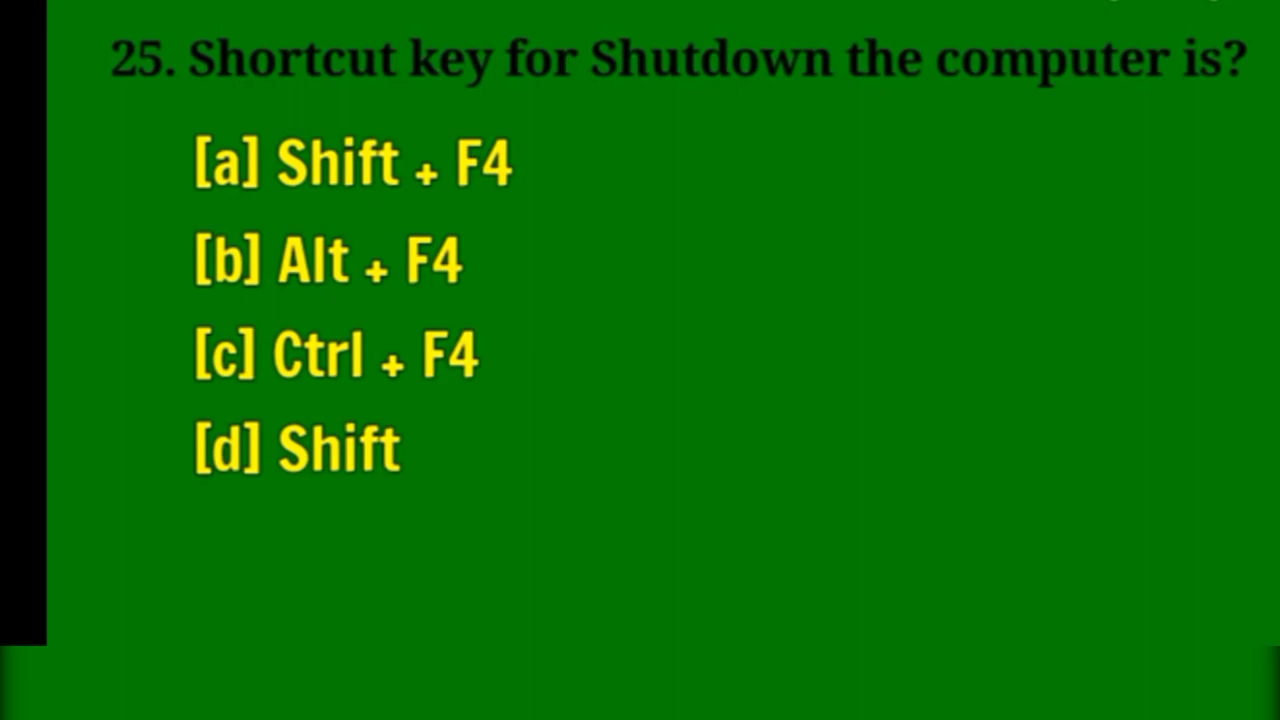 25. Shortcut key for Shutdown the computer is?
[a] Shift + F4
[b] Alt + F4
[c] Ctrl + F4
[d] Shift